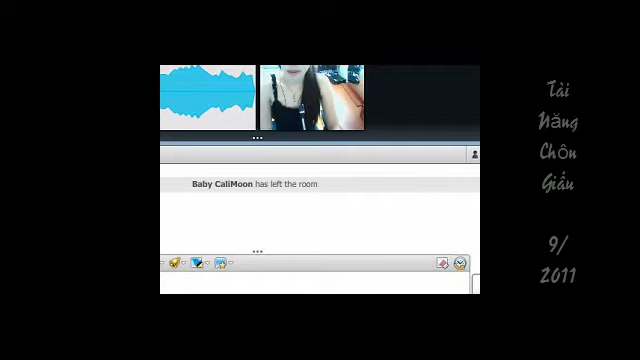 Baby CaliMoon has left the room
Tài
Năng
Chôn
Giấu
9/
2011